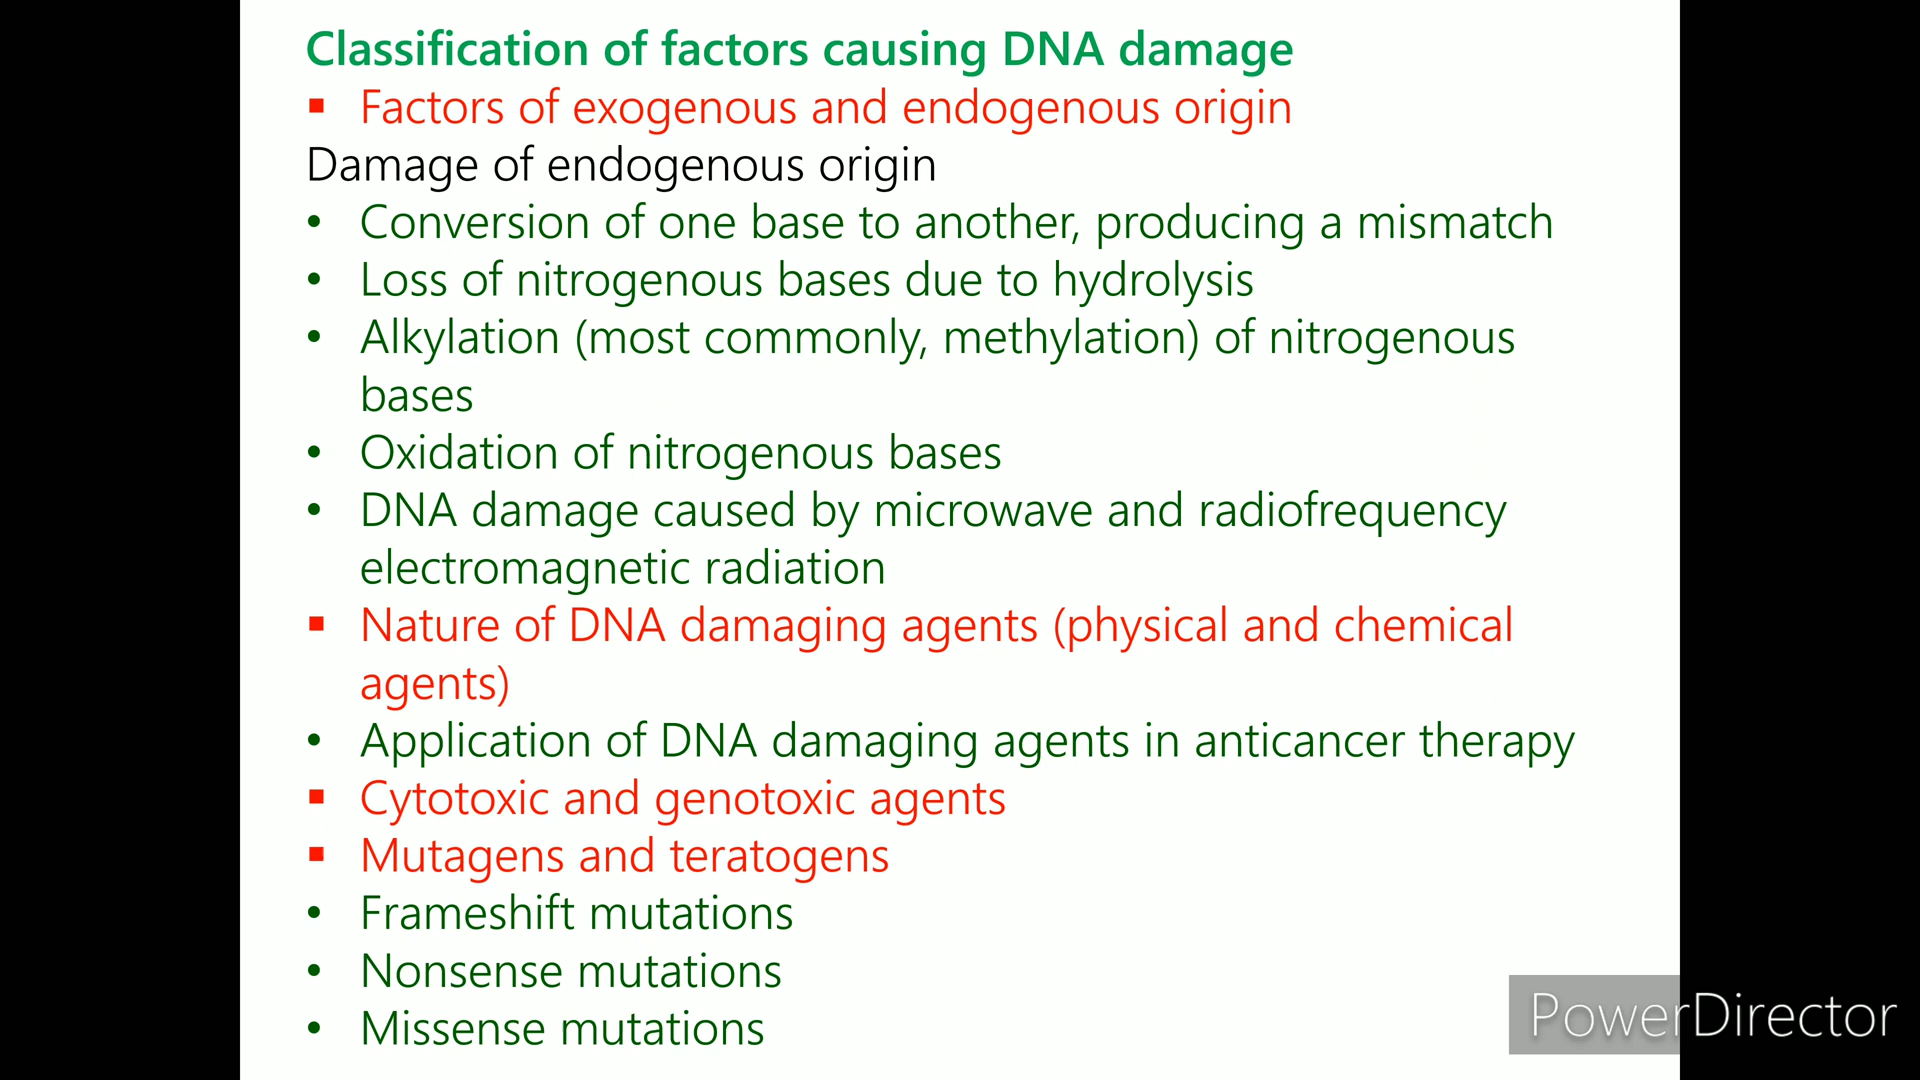 Classification of factors causing DNA damage
▪ Factors of exogenous and endogenous origin
Damage of endogenous origin
• Conversion of one base to another, producing a mismatch
• Loss of nitrogenous bases due to hydrolysis
• Alkylation (most commonly, methylation) of nitrogenous
bases
• Oxidation of nitrogenous bases
• DNA damage caused by microwave and radiofrequency
electromagnetic radiation
▪ Nature of DNA damaging agents (physical and chemical
agents)
• Application of DNA damaging agents in anticancer therapy
▪ Cytotoxic and genotoxic agents
▪ Mutagens and teratogens
• Frameshift mutations
• Nonsense mutations
• Missense mutations
PowerDirector